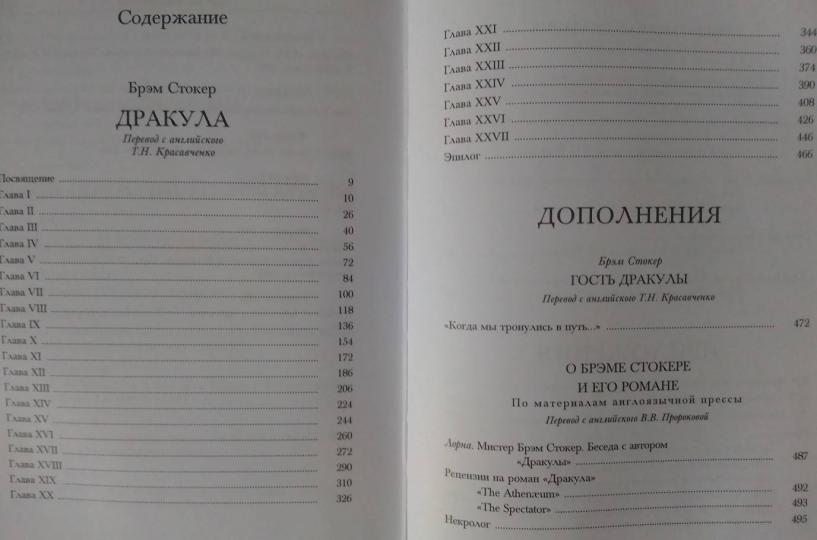 Содержание
Брэм Стокер
ДРАКУЛА
Перевод с английского
Т.Н. Красавченко
Посвящение 9
Глава I 10
Глава II 26
Глава III 40
Глава IV 56
Глава V 72
Глава VI 84
Глава VII 100
Глава VIII 118
Глава IX 136
Глава X 154
Глава XI 172
Глава XII 186
Глава XIII 206
Глава XIV 224
Глава XV 244
Глава XVI 260
Глава XVII 272
Глава XVIII 290
Глава XIX 310
Глава XX 326
Глава XXI 344
Глава XXII 360
Глава XXIII 374
Глава XXIV 390
Глава XXV 408
Глава XXVI 426
Глава XXVII 446
Эпилог 466
ДОПОЛНЕНИЯ
Брэм Стокер
ГОСТЬ ДРАКУЛЫ
Перевод с английского Т.Н. Красавченко
«Когда мы тронулись в путь...» 472
О БРЭМЕ СТОКЕРЕ
И ЕГО РОМАНЕ
По материалам англоязычной прессы
Перевод с английского В.В. Пророковой
Лорна. Мистер Брэм Стокер. Беседа с автором
«Дракулы» 487
Рецензии на роман «Дракула»
«The Athenæum» 492
«The Spectator» 493
Некролог 495